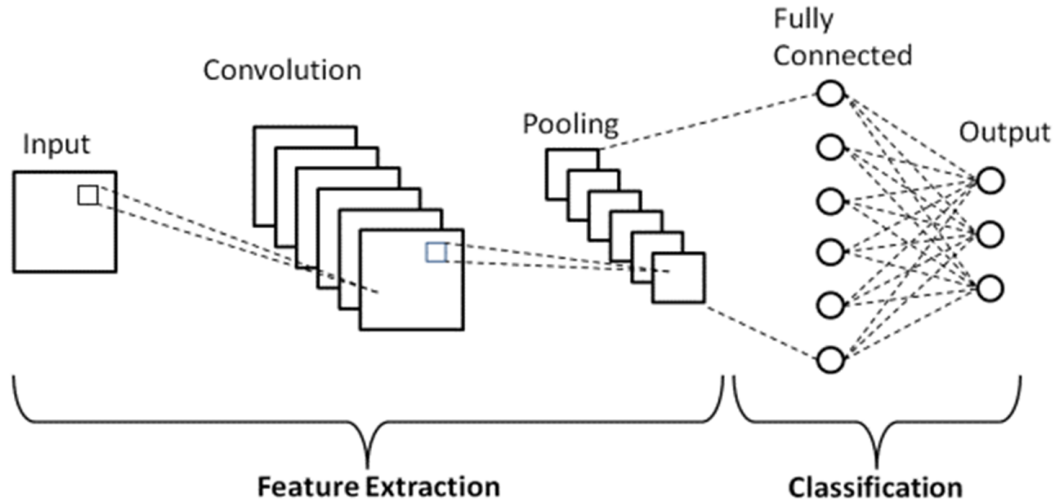 Input
Convolution
Pooling
Fully
Connected
Output
Feature Extraction
Classification